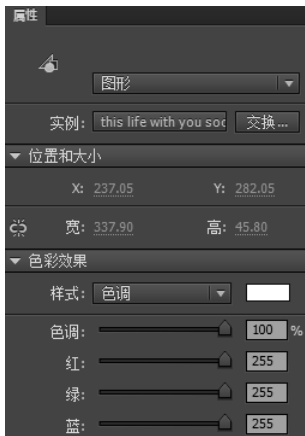 属性
图形
实例: this life with you soc 交换...
位置和大小
X: 237.05 Y: 282.05
宽: 337.90 高: 45.80
色彩效果
样式: 色调
色调: 100 %
红: 255
绿: 255
蓝: 255